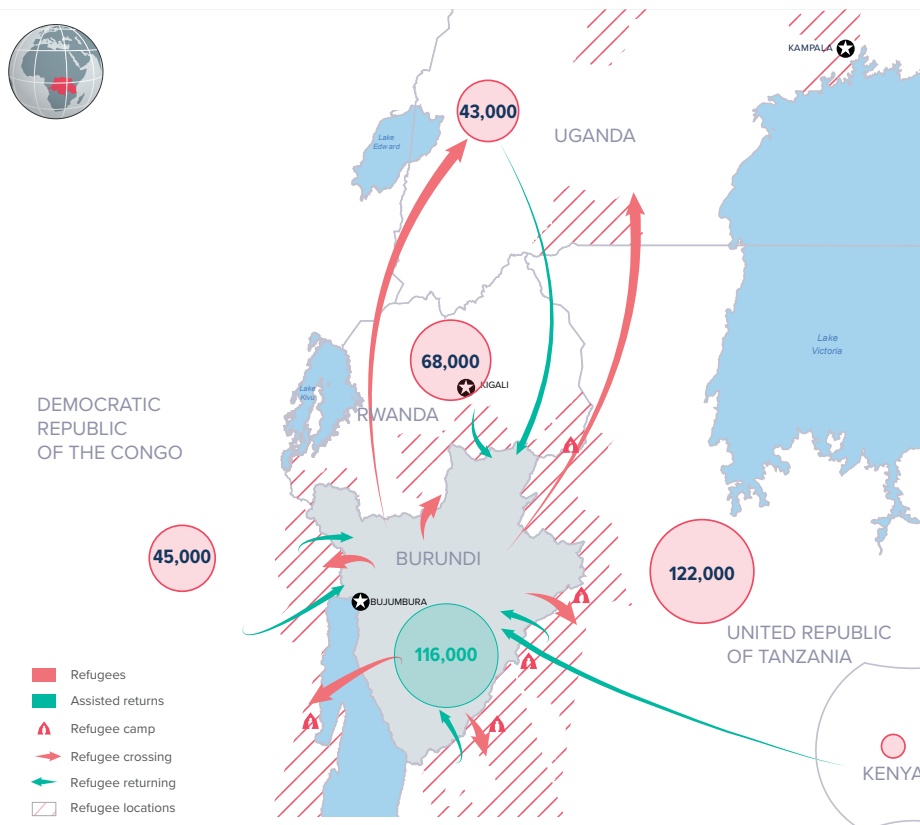 KAMPALA
43,000
UGANDA
Lake
Edward
Lake
Victoria
68,000
KIGALI
Lake
Kivu
RWANDA
DEMOCRATIC
REPUBLIC
OF THE CONGO
45,000
BURUNDI
122,000
BUJUMBURA
UNITED REPUBLIC
OF TANZANIA
116,000
KENYA
Refugees
Assisted returns
Refugee camp
Refugee crossing
Refugee returning
Refugee locations